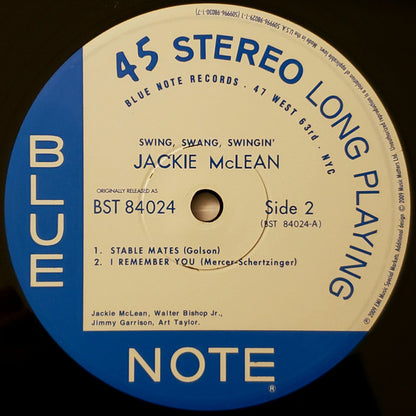 45 STEREO LONG PLAYING
BLUE NOTE RECORDS · 47 WEST 63rd · NYC
SWING, SWANG, SWINGIN'
JACKIE McLEAN
ORIGINALLY RELEASED AS
BST 84024
Side 2
(BST 84024-A)
1. STABLE MATES (Golson)
2. I REMEMBER YOU (Mercer-Schertzinger)
Jackie McLean, Walter Bishop Jr.,
Jimmy Garrison, Art Taylor.
BLUE
NOTE
®